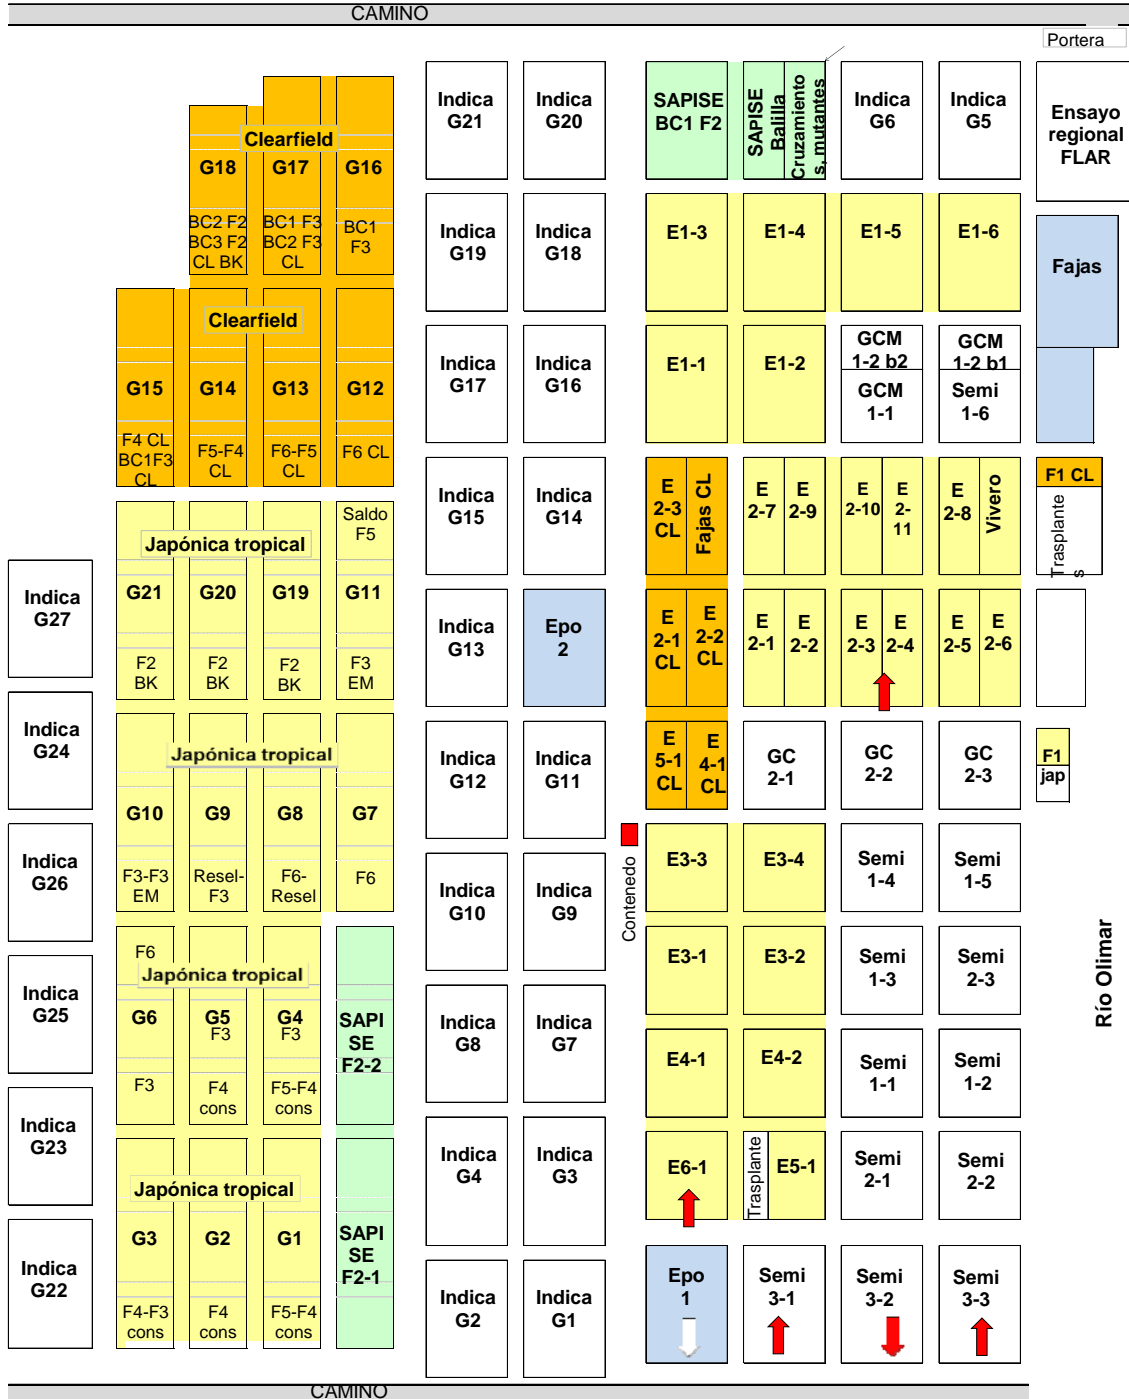 CAMINO
Portera
Clearfield
G18
G17
G16
BC2 F2
BC3 F2
CL BK
BC1 F3
BC2 F3
CL
BC1
F3
Clearfield
G15
G14
G13
G12
F4 CL
BC1F3
CL
F5-F4
CL
F6-F5
CL
F6 CL
Saldo
F5
Japónica tropical
G21
G20
G19
G11
F2
BK
F2
BK
F2
BK
F3
EM
Japónica tropical
G10
G9
G8
G7
F3-F3
EM
Resel-
F3
F6-
Resel
F6
F6
Japónica tropical
G6
G5
F3
G4
F3
SAPI
SE
F2-2
F3
F4
cons
F5-F4
cons
Japónica tropical
G3
G2
G1
SAPI
SE
F2-1
F4-F3
cons
F4
cons
F5-F4
cons
Indica
G27
Indica
G24
Indica
G26
Indica
G25
Indica
G23
Indica
G22
Indica
G21
Indica
G20
Indica
G19
Indica
G18
Indica
G17
Indica
G16
Indica
G15
Indica
G14
Indica
G13
Epo
2
Indica
G12
Indica
G11
Indica
G10
Indica
G9
Indica
G8
Indica
G7
Indica
G4
Indica
G3
Indica
G2
Indica
G1
SAPISE
BC1 F2
SAPISE
Balilla
Cruzamiento
s, mutantes
Indica
G6
Indica
G5
Ensayo
regional
FLAR
E1-3
E1-4
E1-5
E1-6
Fajas
E1-1
E1-2
GCM
1-2 b2
GCM
1-1
GCM
1-2 b1
Semi
1-6
E
2-3
CL
Fajas CL
E
2-7
E
2-9
E
2-10
E
2-
11
E
2-8
Vivero
F1 CL
Trasplante
s
E
2-1
CL
E
2-2
CL
E
2-1
E
2-2
E
2-3
E
2-4
E
2-5
E
2-6
E
5-1
CL
E
4-1
CL
GC
2-1
GC
2-2
GC
2-3
F1
jap
Contenedo
E3-3
E3-4
Semi
1-4
Semi
1-5
E3-1
E3-2
Semi
1-3
Semi
2-3
Río Olimar
E4-1
E4-2
Semi
1-1
Semi
1-2
E6-1
Trasplante
E5-1
Semi
2-1
Semi
2-2
Epo
1
Semi
3-1
Semi
3-2
Semi
3-3
CAMINO